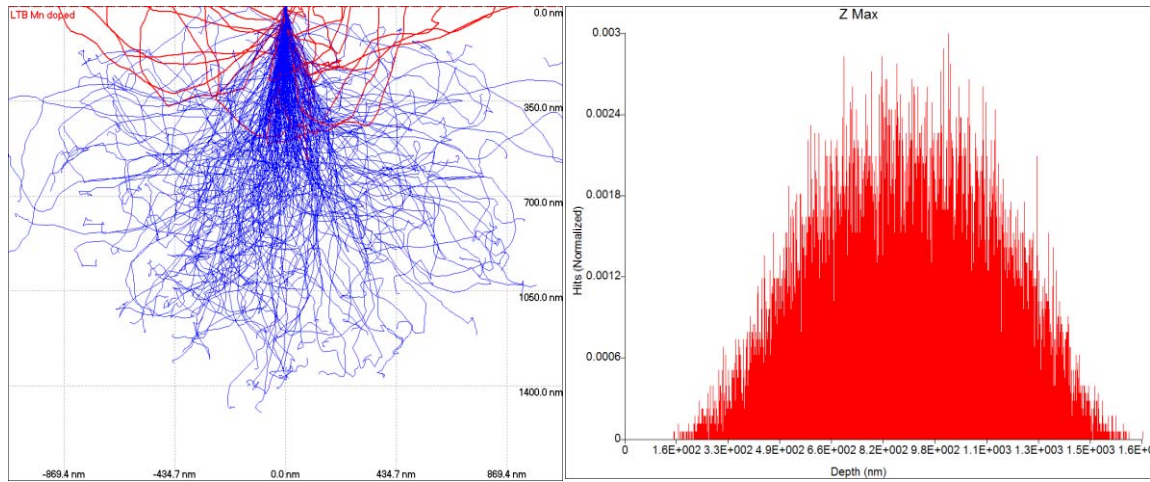 LTB Mn doped
0.0 nm
350.0 nm
700.0 nm
1050.0 nm
1400.0 nm
-869.4 nm -434.7 nm 0.0 nm 434.7 nm 869.4 nm
Z Max
Hits (Normalized)
0.003
0.0024
0.0018
0.0012
0.0006
0
0 1.6E+002 3.3E+002 4.9E+002 6.6E+002 8.2E+002 9.8E+002 1.1E+003 1.3E+003 1.5E+003 1.6E+0
Depth (nm)